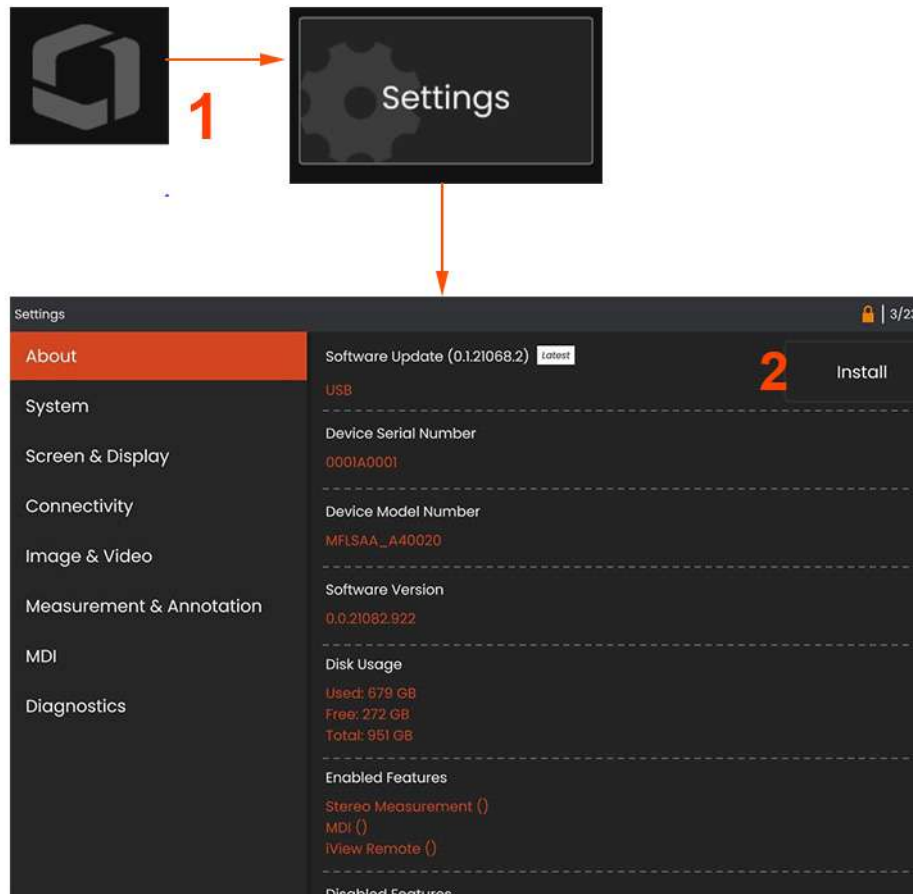 1
Settings
Settings
3/23
About
System
Screen & Display
Connectivity
Image & Video
Measurement & Annotation
MDI
Diagnostics
Software Update (0.1.21068.2) Latest
USB
2
Install
Device Serial Number
0001A0001
Device Model Number
MFLSAA_A40020
Software Version
0.0.21082.922
Disk Usage
Used: 679 GB
Free: 272 GB
Total: 951 GB
Enabled Features
Stereo Measurement ()
MDI ()
iView Remote ()
Disabled Features